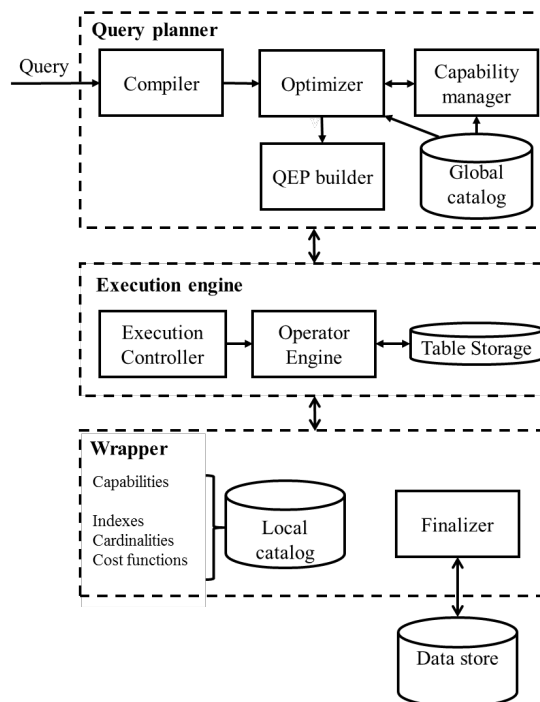 Query planner
Query
Compiler
Optimizer
Capability
manager
QEP builder
Global
catalog
Execution engine
Execution
Controller
Operator
Engine
Table Storage
Wrapper
Capabilities
Indexes
Cardinalities
Cost functions
Local
catalog
Finalizer
Data store